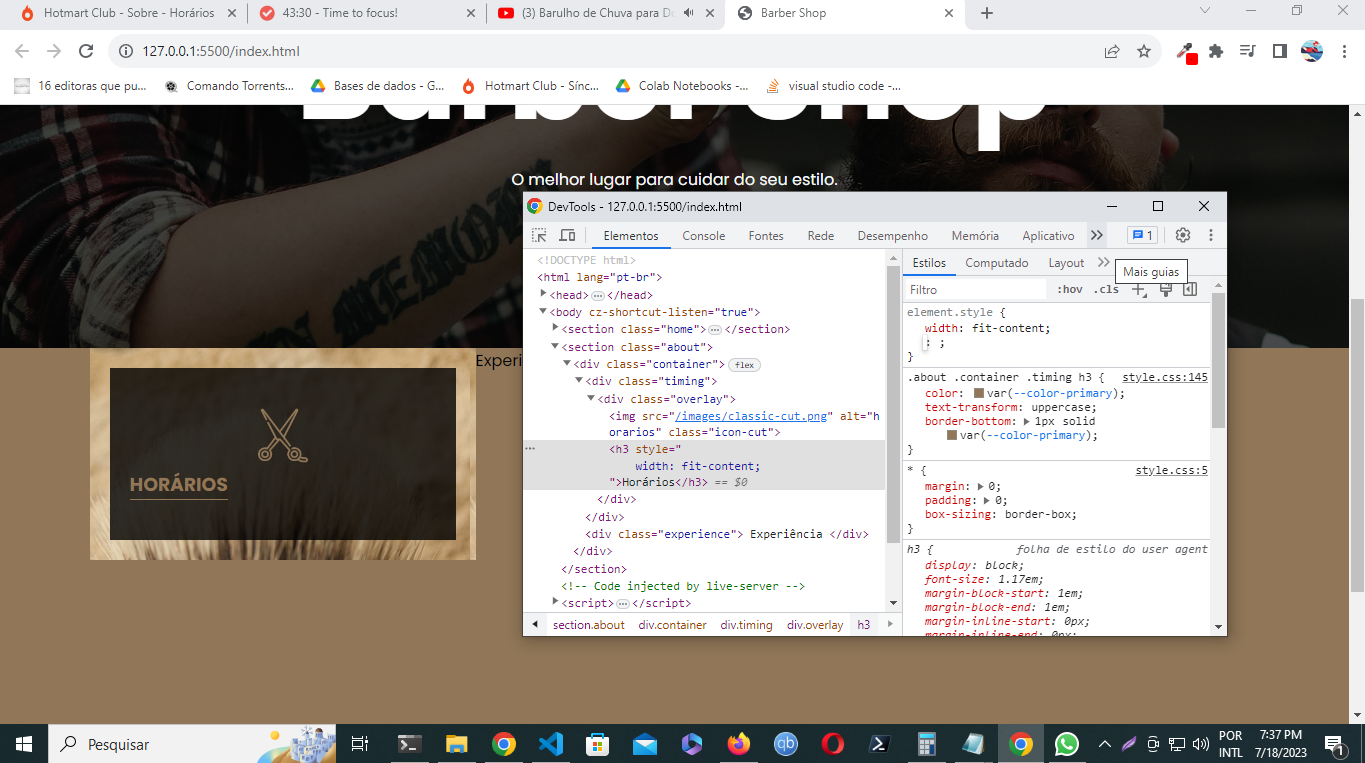 Hotmart Club - Sobre - Horários
43:30 - Time to focus!
(3) Barulho de Chuva para Do
Barber Shop
127.0.0.1:5500/index.html
16 editoras que pu...
Comando Torrents...
Bases de dados - G...
Hotmart Club - Sínc...
Colab Notebooks -...
visual studio code -...
Barber Shop
O melhor lugar para cuidar do seu estilo.
HORÁRIOS
Experi
DevTools - 127.0.0.1:5500/index.html
Elementos Console Fontes Rede Desempenho Memória Aplicativo 1
<!DOCTYPE html>
<html lang="pt-br">
<head>…</head>
<body cz-shortcut-listen="true">
<section class="home">…</section>
<section class="about">
<div class="container"> flex
<div class="timing">
<div class="overlay">
<img src="/images/classic-cut.png" alt="h
orarios" class="icon-cut">
<h3 style="
width: fit-content;
">Horários</h3> == $0
</div>
</div>
<div class="experience"> Experiência </div>
</div>
</section>
<!-- Code injected by live-server -->
<script>…</script>
section.about div.container div.timing div.overlay h3
Estilos Computado Layout
Mais guias
Filtro :hov .cls
element.style {
width: fit-content;
: ;
}
.about .container .timing h3 { style.css:145
color: var(--color-primary);
text-transform: uppercase;
border-bottom: 1px solid
var(--color-primary);
}
* { style.css:5
margin: 0;
padding: 0;
box-sizing: border-box;
}
h3 { folha de estilo do user agent
display: block;
font-size: 1.17em;
margin-block-start: 1em;
margin-block-end: 1em;
margin-inline-start: 0px;
margin-inline-end: 0px;
Pesquisar
POR
INTL
7:37 PM
7/18/2023
1